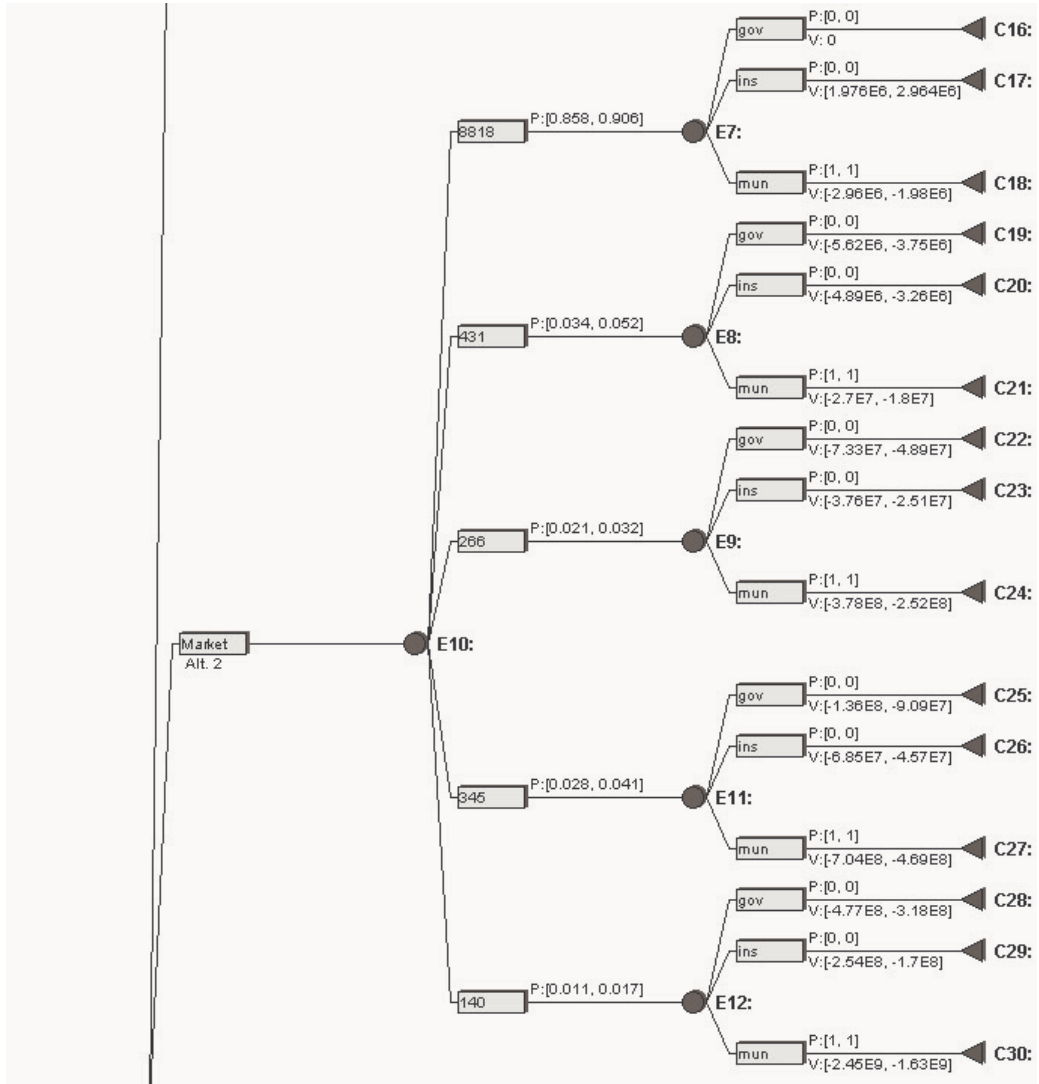 P:[0, 0]
gov
V: 0
C16:
P:[0, 0]
ins
V:[1.976E6, 2.964E6]
C17:
8818
P:[0.858, 0.906]
E7:
P:[1, 1]
mun
V:[-2.96E6, -1.98E6]
C18:
P:[0, 0]
gov
V:[-5.62E6, -3.75E6]
C19:
P:[0, 0]
ins
V:[-4.89E6, -3.26E6]
C20:
431
P:[0.034, 0.052]
E8:
P:[1, 1]
mun
V:[-2.7E7, -1.8E7]
C21:
P:[0, 0]
gov
V:[-7.33E7, -4.89E7]
C22:
P:[0, 0]
ins
V:[-3.76E7, -2.51E7]
C23:
266
P:[0.021, 0.032]
E9:
P:[1, 1]
mun
V:[-3.78E8, -2.52E8]
C24:
Market
Alt. 2
E10:
P:[0, 0]
gov
V:[-1.36E8, -9.09E7]
C25:
P:[0, 0]
ins
V:[-6.85E7, -4.57E7]
C26:
345
P:[0.028, 0.041]
E11:
P:[1, 1]
mun
V:[-7.04E8, -4.69E8]
C27:
P:[0, 0]
gov
V:[-4.77E8, -3.18E8]
C28:
P:[0, 0]
ins
V:[-2.54E8, -1.7E8]
C29:
140
P:[0.011, 0.017]
E12:
P:[1, 1]
mun
V:[-2.45E9, -1.63E9]
C30: